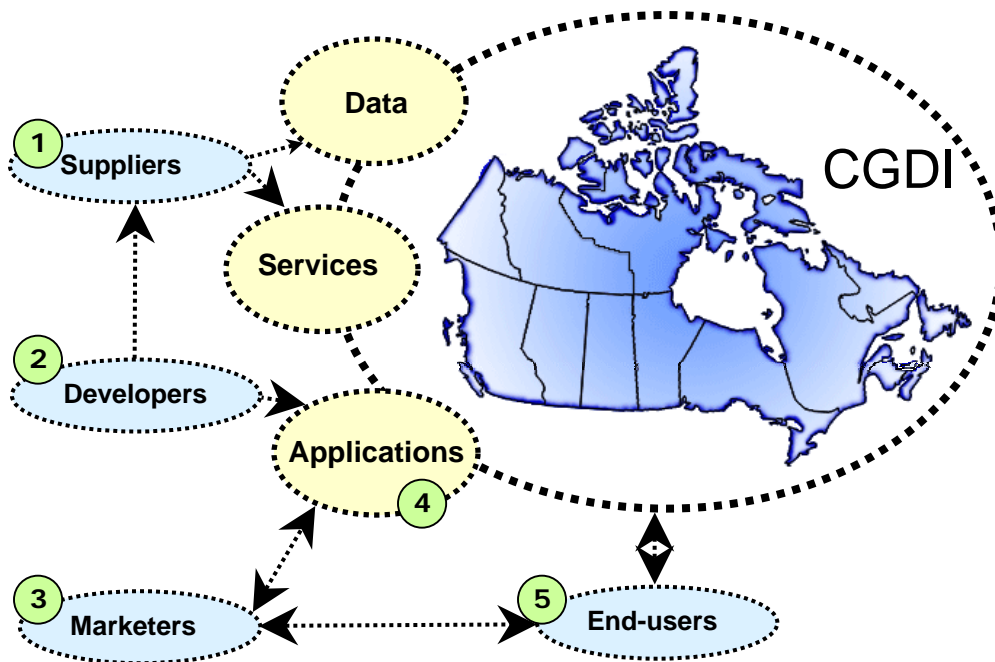 Data
1
Suppliers
CGDI
Services
2
Developers
Applications
4
3
Marketers
5
End-users